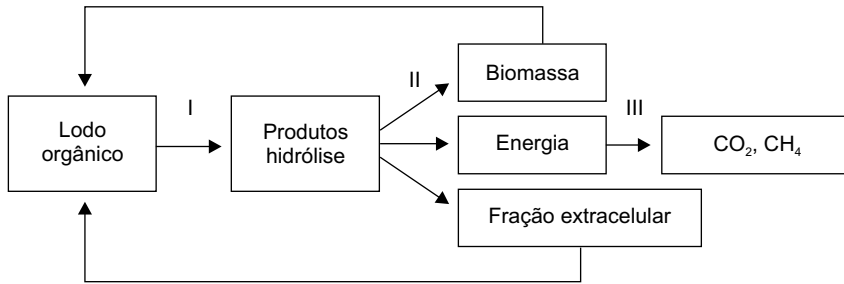 I
II
III
Lodo
orgânico
Produtos
hidrólise
Biomassa
Energia
Fração extracelular
CO₂, CH₄